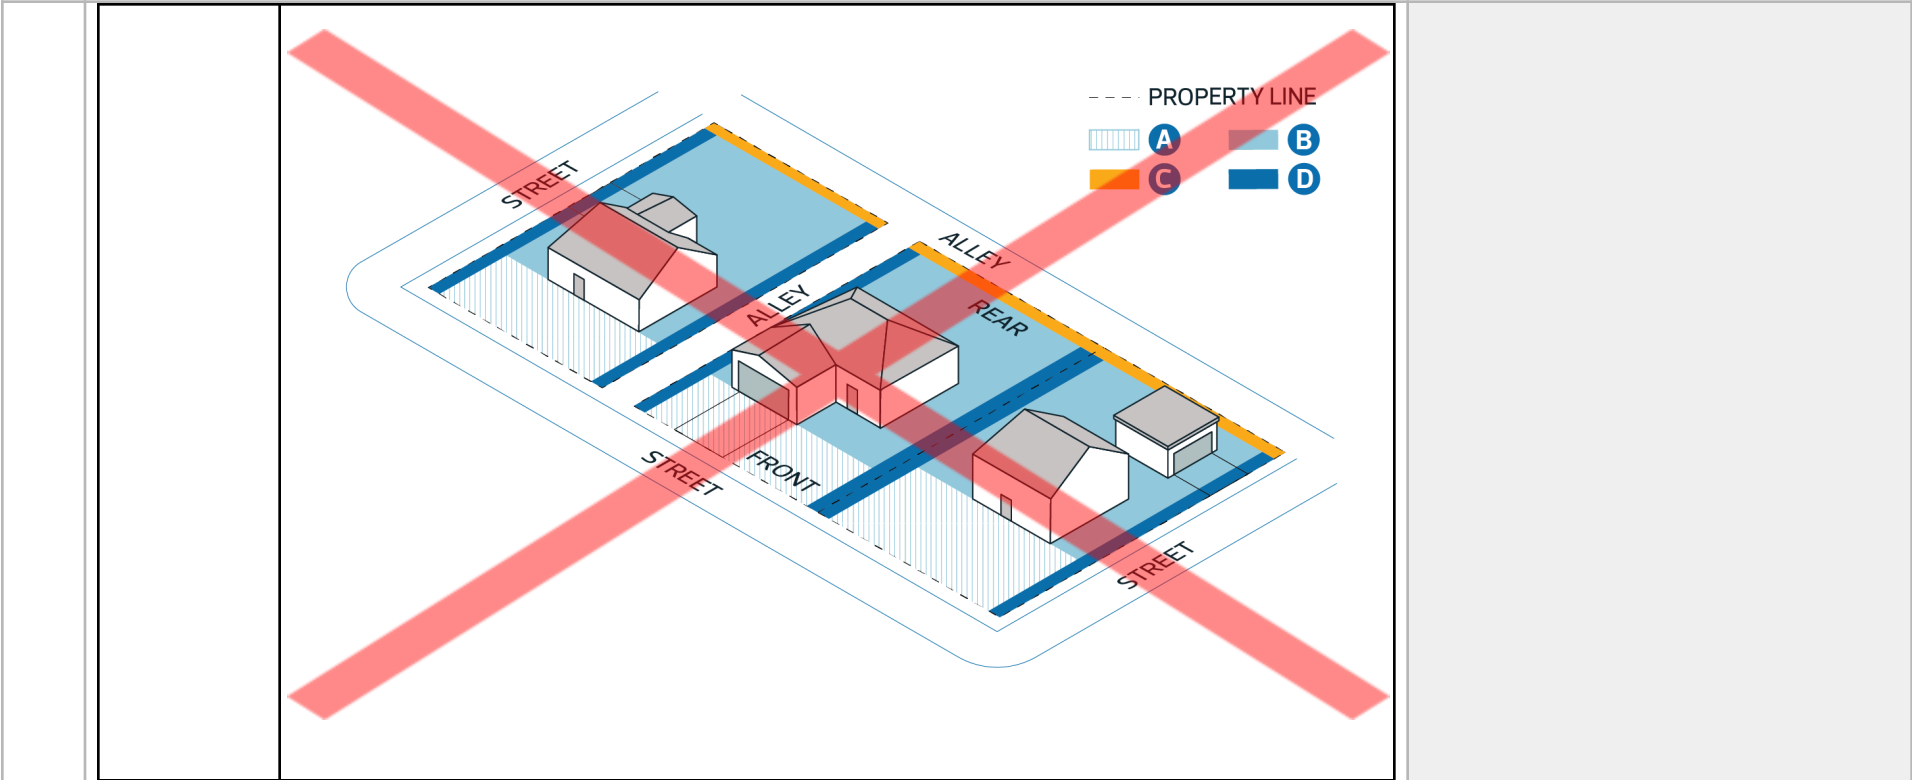 PROPERTY LINE
A B
C D
STREET
ALLEY
ALLEY
REAR
STREET
FRONT
STREET